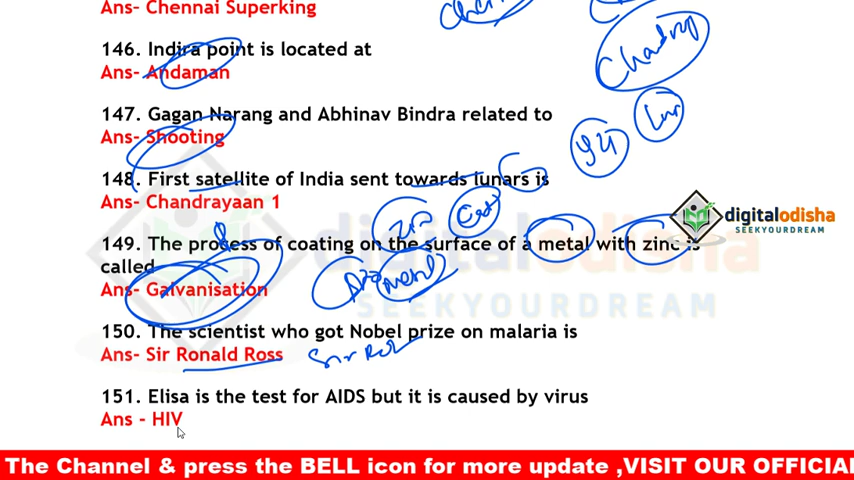 Ans- Chennai Superking
146. Indira point is located at
Ans- Andaman
147. Gagan Narang and Abhinav Bindra related to
Ans- Shooting
148. First satellite of India sent towards lunars is
Ans- Chandrayaan 1
149. The process of coating on the surface of a metal with zinc is
called
Ans- Galvanisation
150. The scientist who got Nobel prize on malaria is
Ans- Sir Ronald Ross
151. Elisa is the test for AIDS but it is caused by virus
Ans - HIV
digitalodisha
SEEKYOURDREAM
digitalodisha
SEEKYOURDREAM
The Channel & press the BELL icon for more update ,VISIT OUR OFFICIA